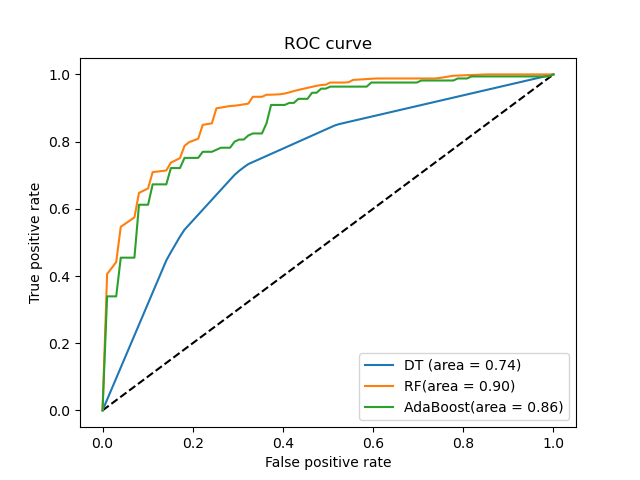 ROC curve
True positive rate
1.0
0.8
0.6
0.4
0.2
0.0
0.0 0.2 0.4 0.6 0.8 1.0
False positive rate
DT (area = 0.74)
RF(area = 0.90)
AdaBoost(area = 0.86)